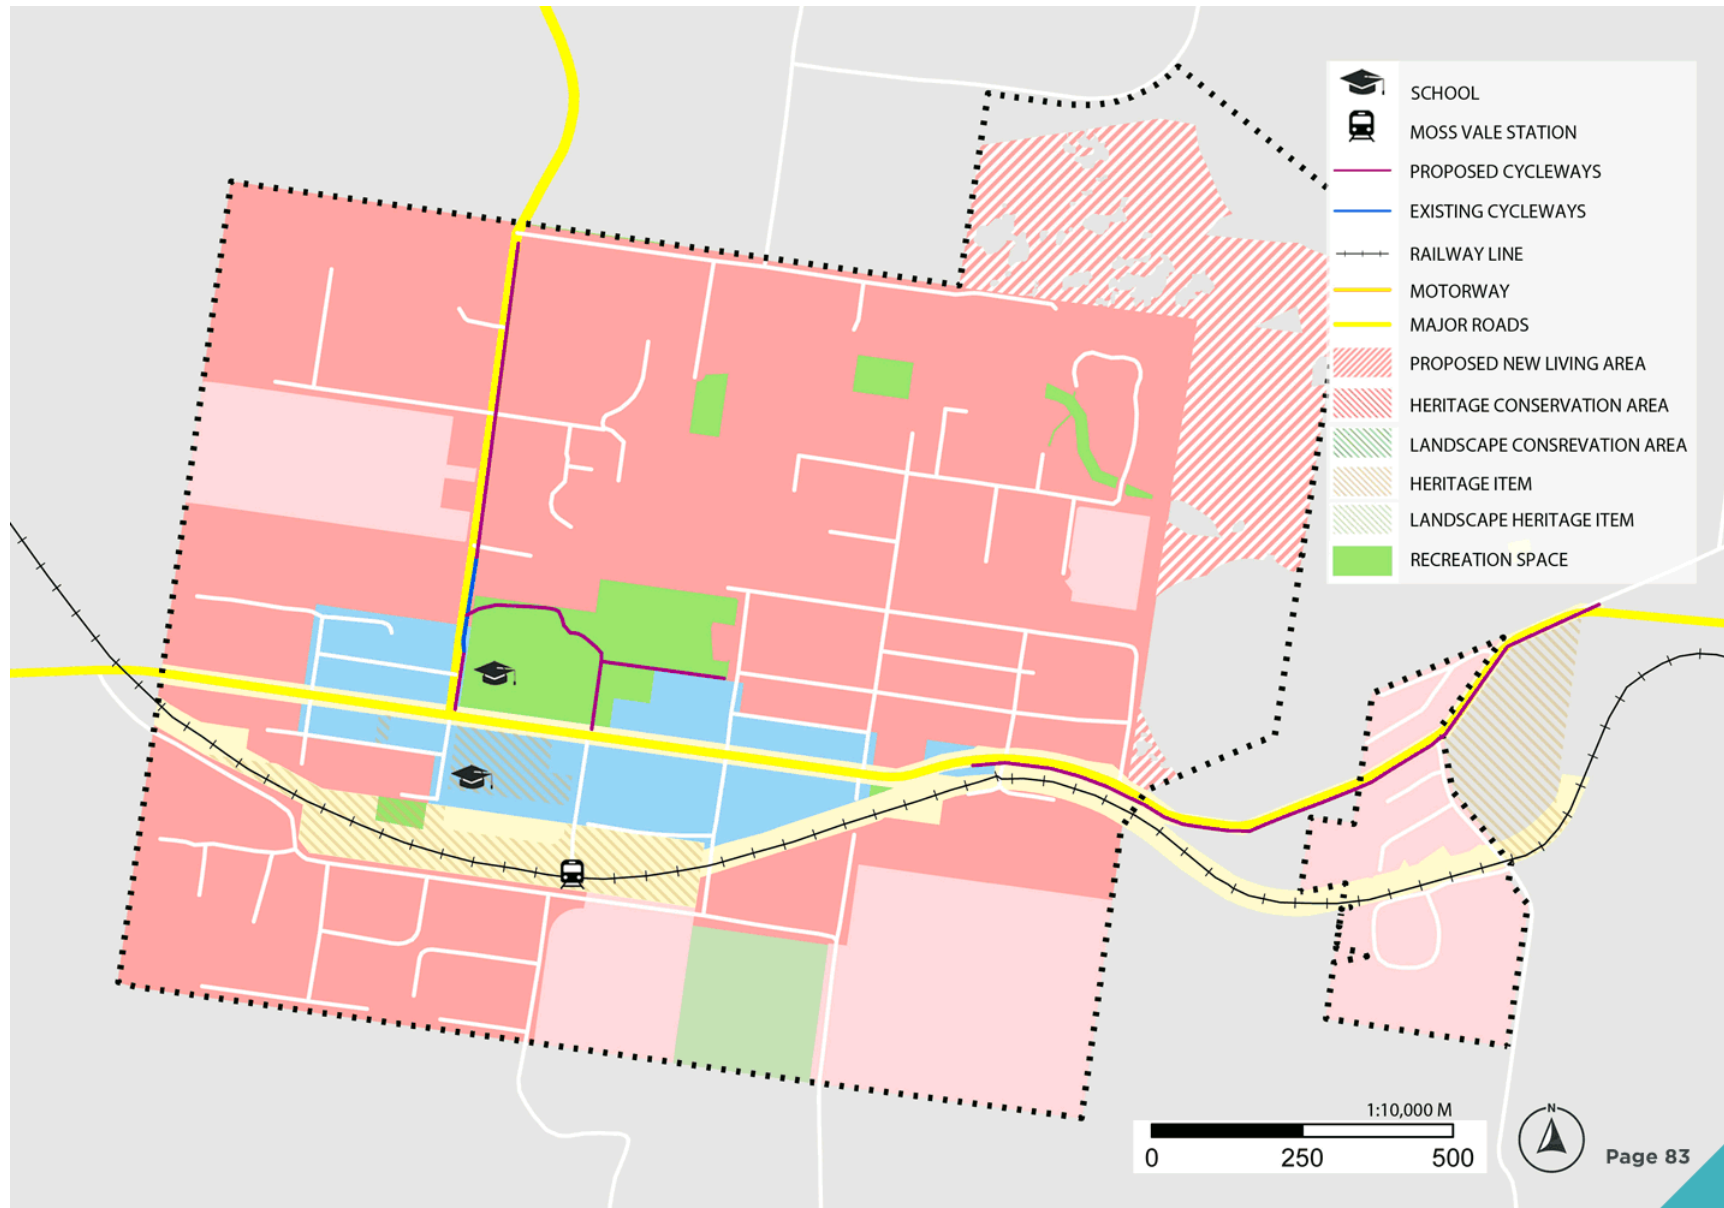 SCHOOL
MOSS VALE STATION
PROPOSED CYCLEWAYS
EXISTING CYCLEWAYS
RAILWAY LINE
MOTORWAY
MAJOR ROADS
PROPOSED NEW LIVING AREA
HERITAGE CONSERVATION AREA
LANDSCAPE CONSREVATION AREA
HERITAGE ITEM
LANDSCAPE HERITAGE ITEM
RECREATION SPACE
1:10,000 M
0 250 500
N
Page 83